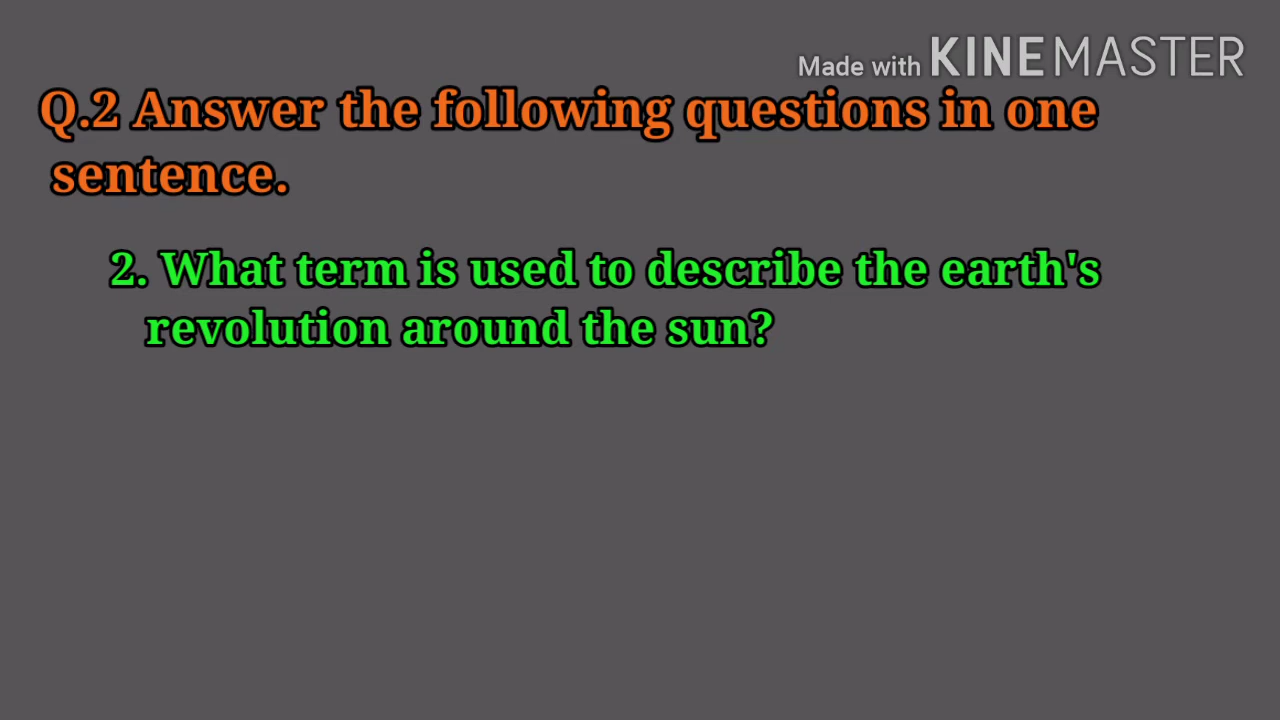 Made with KINEMASTER
Q.2 Answer the following questions in one
sentence.
2. What term is used to describe the earth's
revolution around the sun?